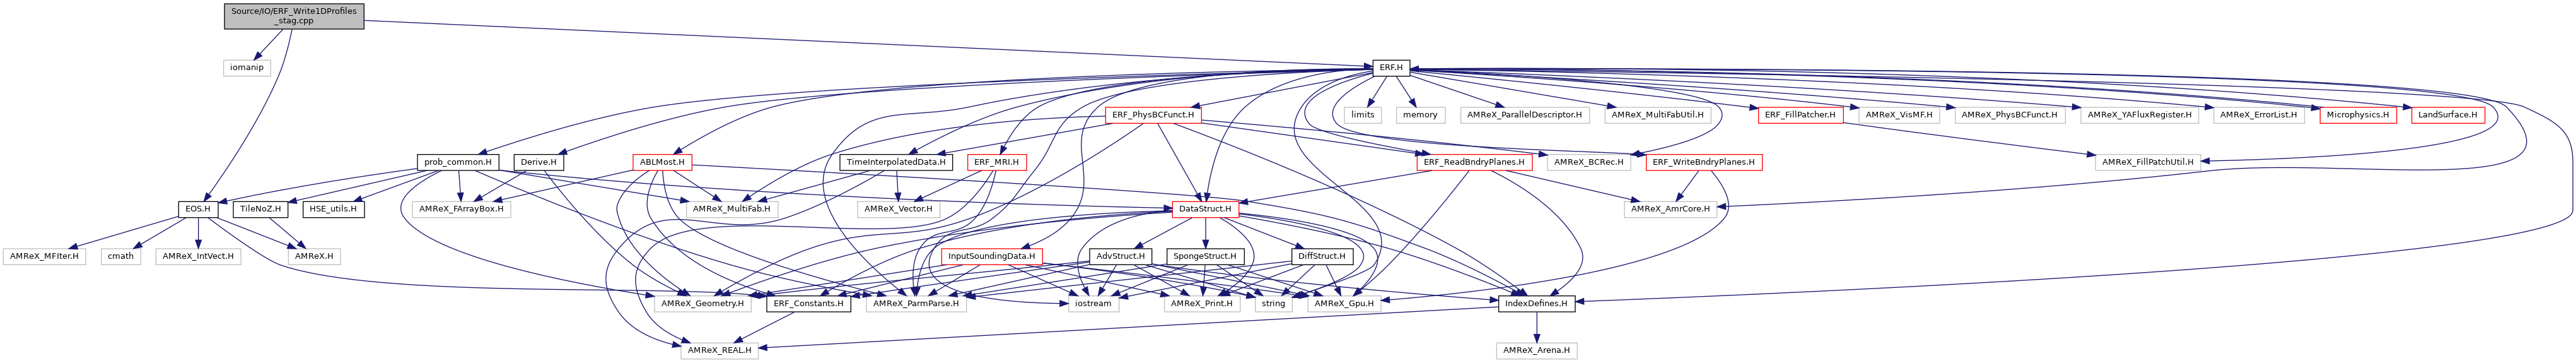 Source/IO/ERF_Write1DProfiles
_stag.cpp
iomanip
ERF.H
ERF_PhysBCFunct.H
limits
memory
AMReX_ParallelDescriptor.H
AMReX_MultiFabUtil.H
ERF_FillPatcher.H
AMReX_VisMF.H
AMReX_PhysBCFunct.H
AMReX_YAFluxRegister.H
AMReX_ErrorList.H
Microphysics.H
LandSurface.H
prob_common.H
Derive.H
ABLMost.H
TimeInterpolatedData.H
ERF_MRI.H
ERF_ReadBndryPlanes.H
AMReX_BCRec.H
ERF_WriteBndryPlanes.H
AMReX_FillPatchUtil.H
EOS.H
TileNoZ.H
HSE_utils.H
AMReX_FArrayBox.H
AMReX_MultiFab.H
AMReX_Vector.H
DataStruct.H
AMReX_AmrCore.H
AMReX_MFIter.H
cmath
AMReX_IntVect.H
AMReX.H
InputSoundingData.H
AdvStruct.H
SpongeStruct.H
DiffStruct.H
AMReX_Geometry.H
ERF_Constants.H
AMReX_ParmParse.H
iostream
AMReX_Print.H
string
AMReX_Gpu.H
IndexDefines.H
AMReX_REAL.H
AMReX_Arena.H